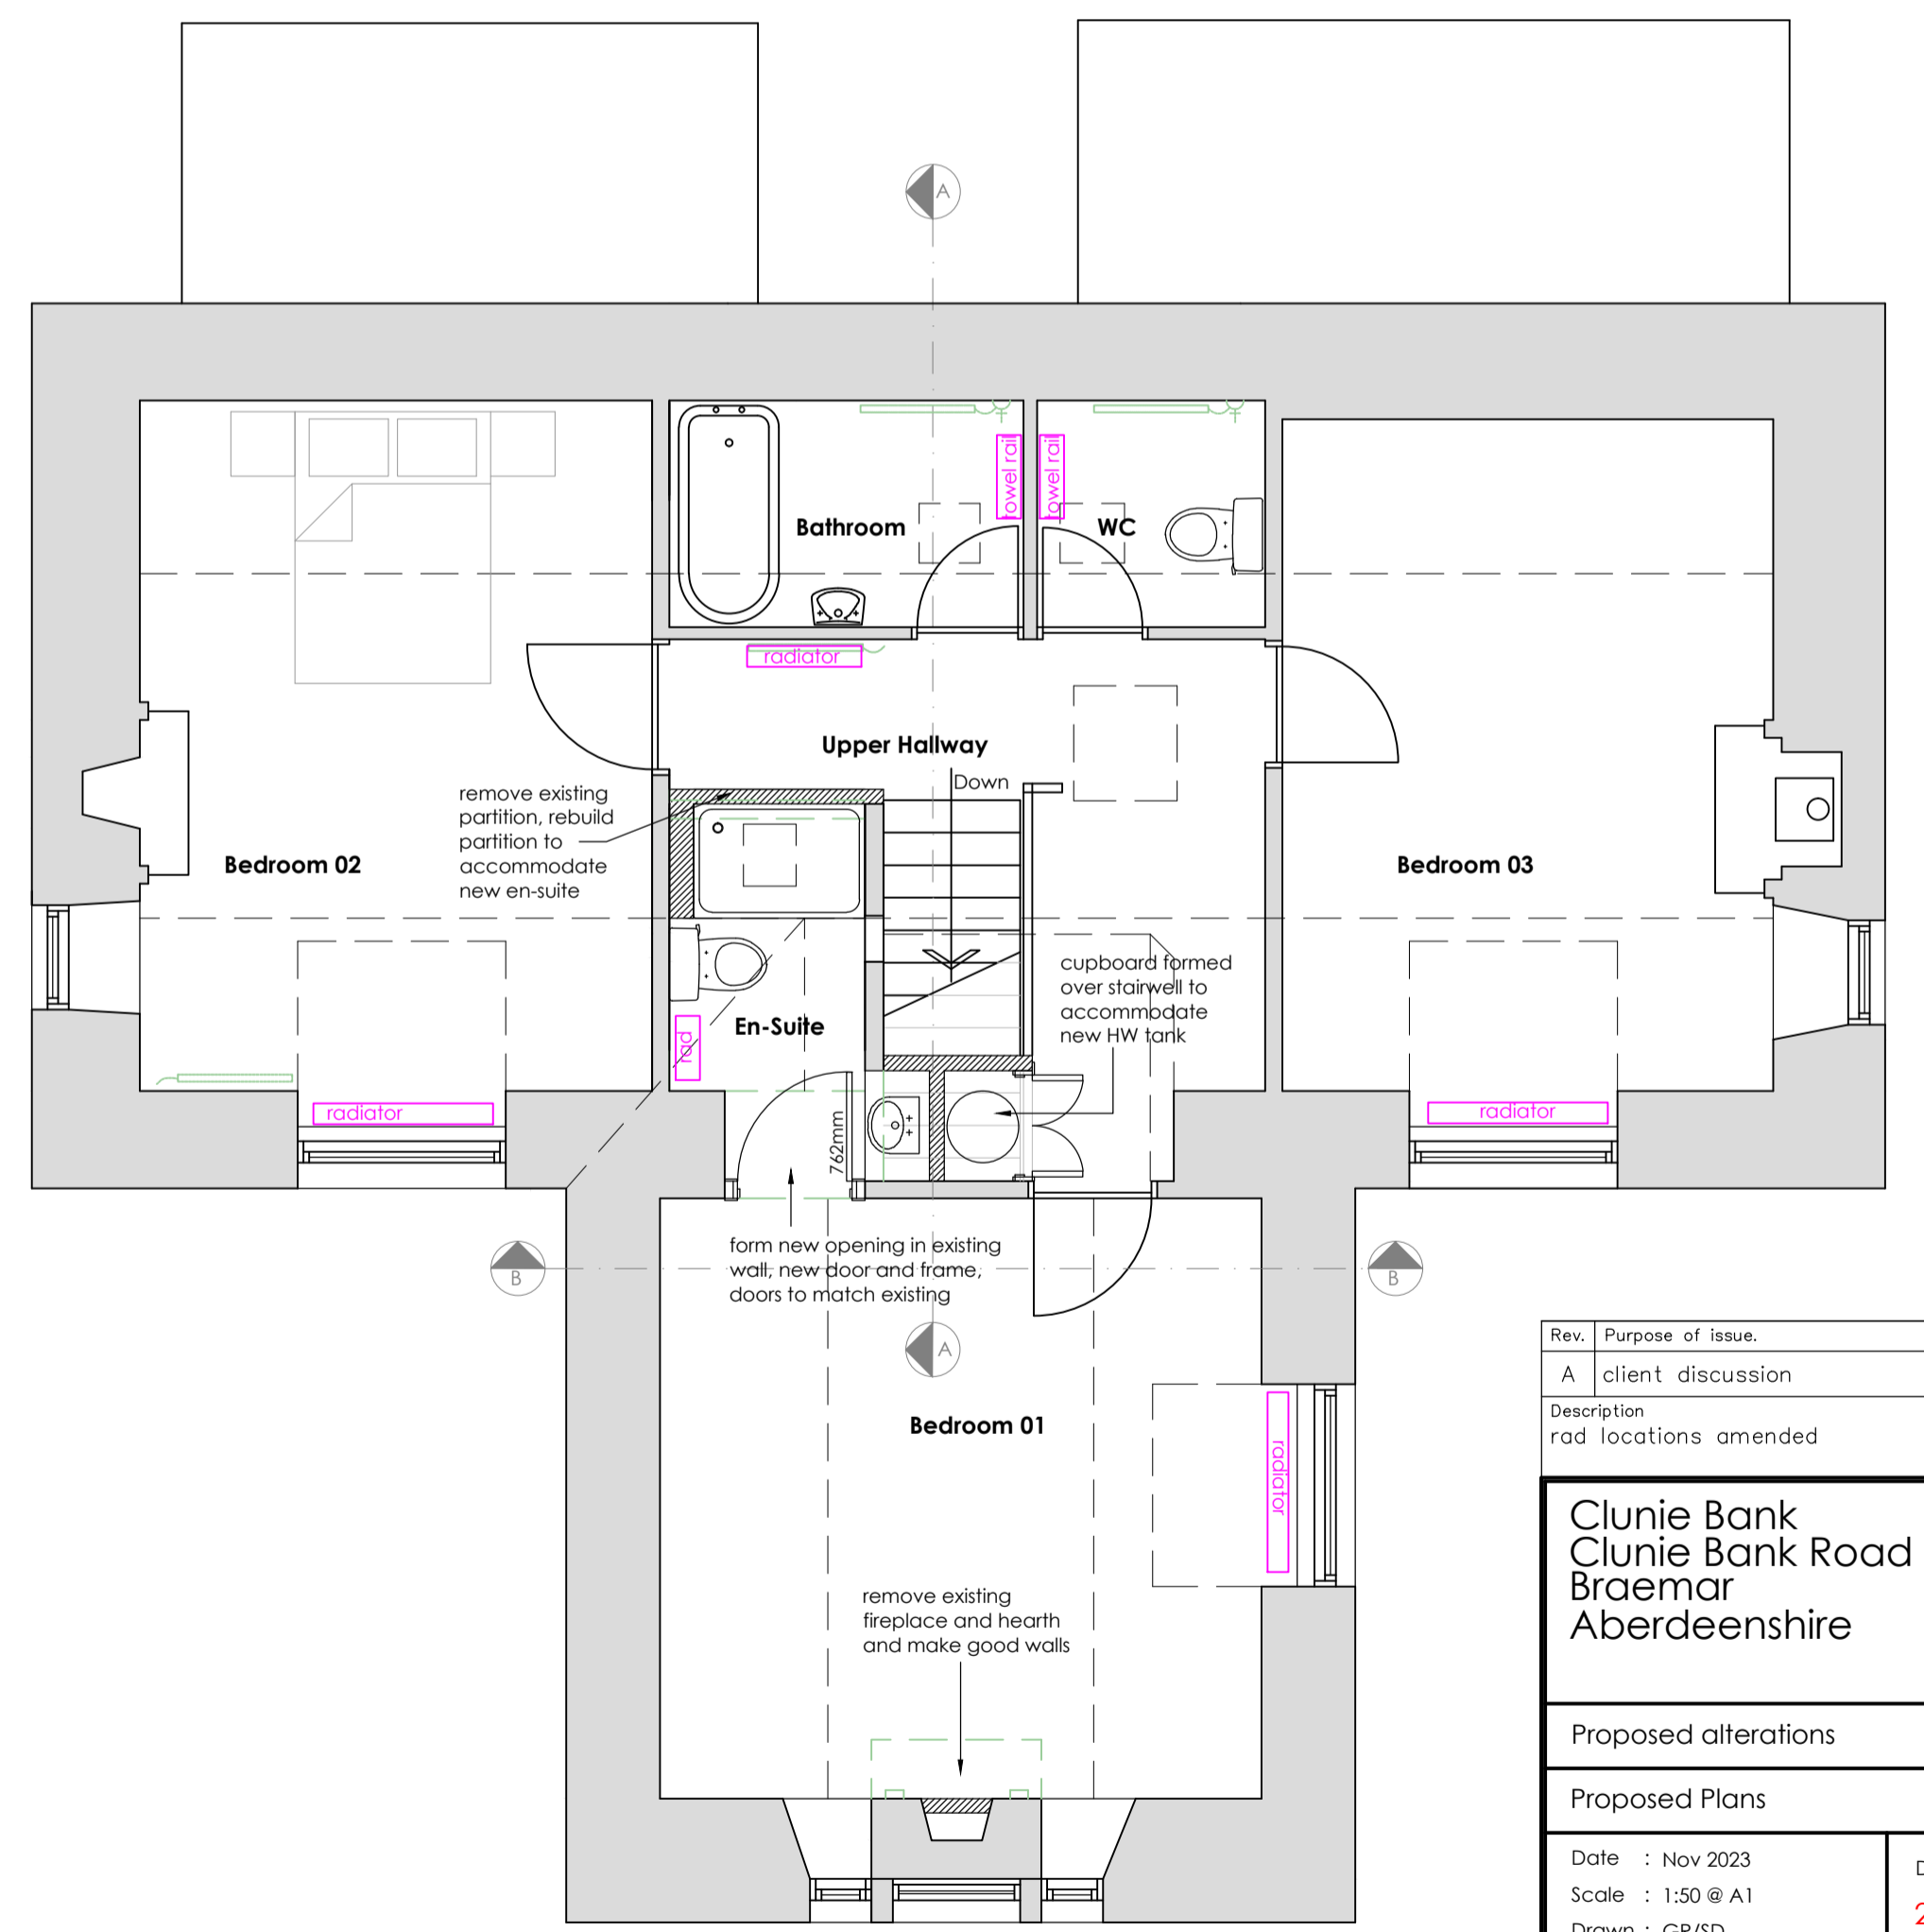 A
towel rail
towel rail
Bathroom
WC
radiator
Upper Hallway
Down
remove existing
partition, rebuild
partition to
accommodate
new en-suite
Bedroom 02
Bedroom 03
cupboard formed
over stairwell to
accommodate
new HW tank
En-Suite
rad
radiator
radiator
762mm
form new opening in existing
wall, new door and frame,
doors to match existing
B
B
A
Bedroom 01
radiator
remove existing
fireplace and hearth
and make good walls
Rev. Purpose of issue.
A client discussion
Description
rad locations amended
Clunie Bank
Clunie Bank Road
Braemar
Aberdeenshire
Proposed alterations
Proposed Plans
Date : Nov 2023
Scale : 1:50 @ A1
Drawn : GP/SD